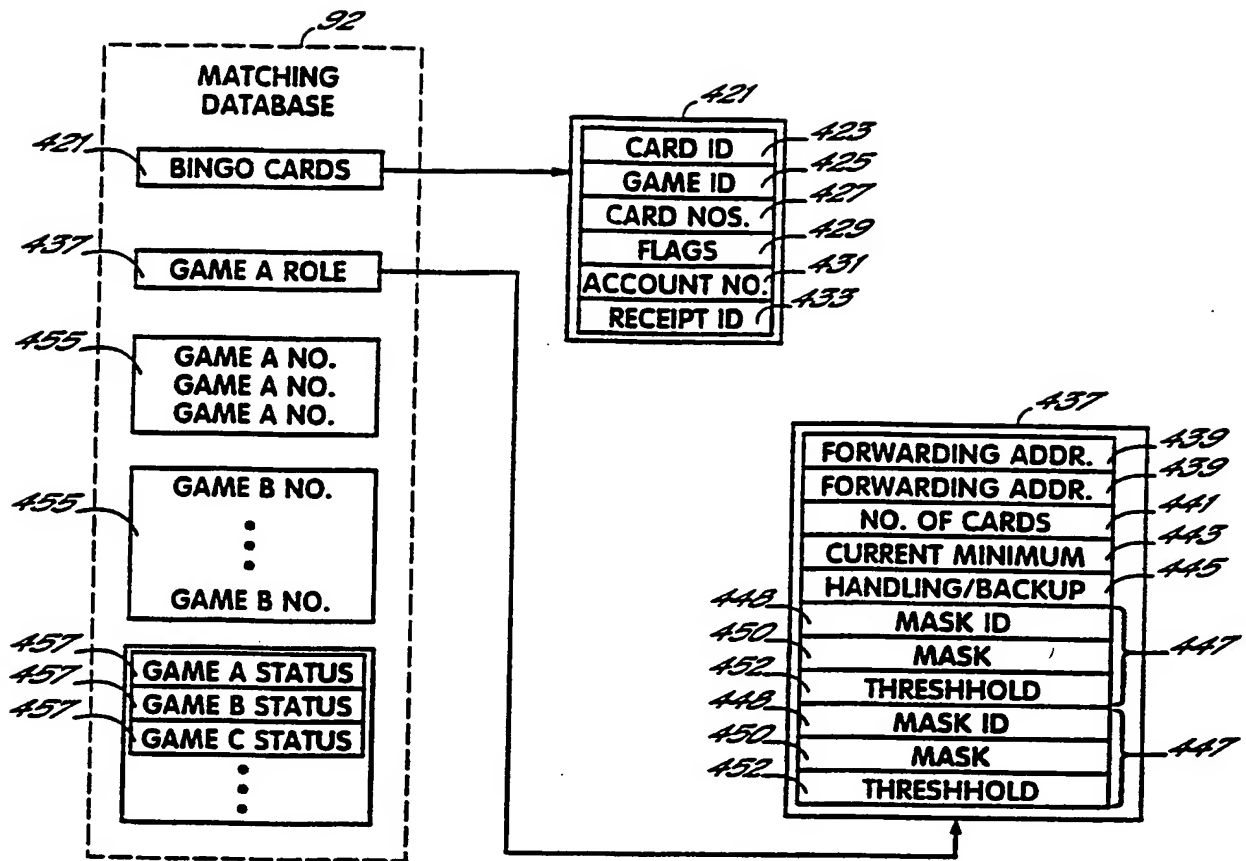 92
MATCHING
DATABASE
421
BINGO CARDS
437
GAME A ROLE
455
GAME A NO.
GAME A NO.
GAME A NO.
455
GAME B NO.
GAME B NO.
457
GAME A STATUS
457
GAME B STATUS
457
GAME C STATUS
421
CARD ID
423
GAME ID
425
CARD NOS.
427
FLAGS
429
ACCOUNT NO.
431
RECEIPT ID
433
437
FORWARDING ADDR.
439
FORWARDING ADDR.
439
NO. OF CARDS
441
CURRENT MINIMUM
443
HANDLING/BACKUP
445
448
MASK ID
450
MASK
447
452
THRESHHOLD
448
MASK ID
450
MASK
447
452
THRESHHOLD